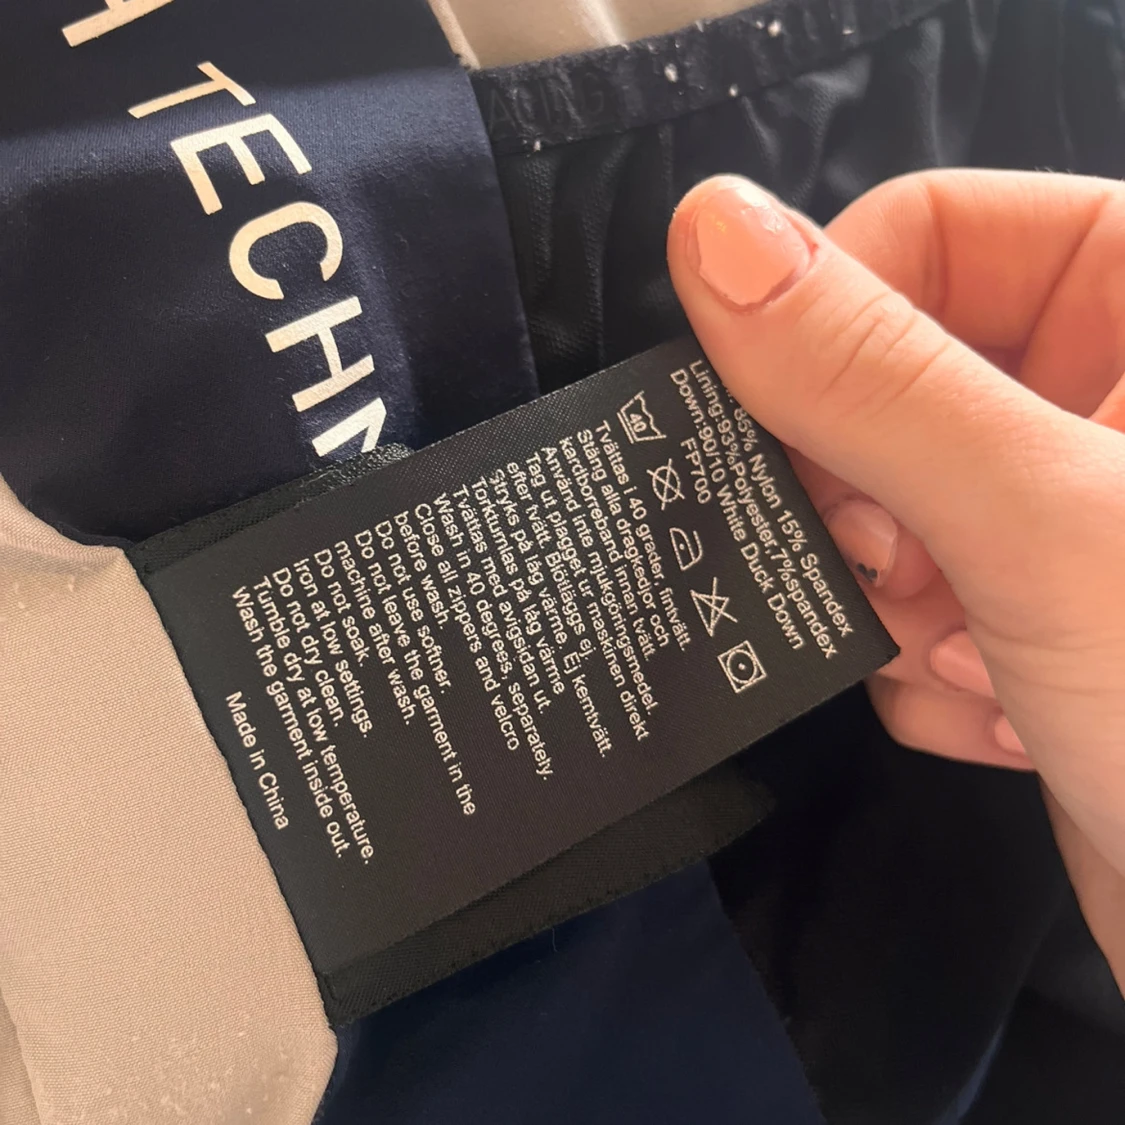 TECHN
ACING
85% Nylon 15% Spandex
Lining:93%Polyester,7%spandex
Down:90/10 White Duck Down
FP700
40
Tvättas i 40 grader, fintvätt.
Stäng alla dragkedjor och
kardborreband innan tvätt.
Använd inte mjukgöringsmedel.
Tag ut plagget ur maskinen direkt
efter tvätt. Blötläggs ej.
Stryks på låg värme. Ej kemtvätt.
Torktumlas på låg värme
Tvättas med avigsidan ut
Wash in 40 degrees, separately.
Close all zippers and velcro
before wash.
Do not use softner.
Do not leave the garment in the
machine after wash.
Do not soak.
Iron at low settings.
Do not dry clean.
Tumble dry at low temperature.
Wash the garment inside out.
Made in China